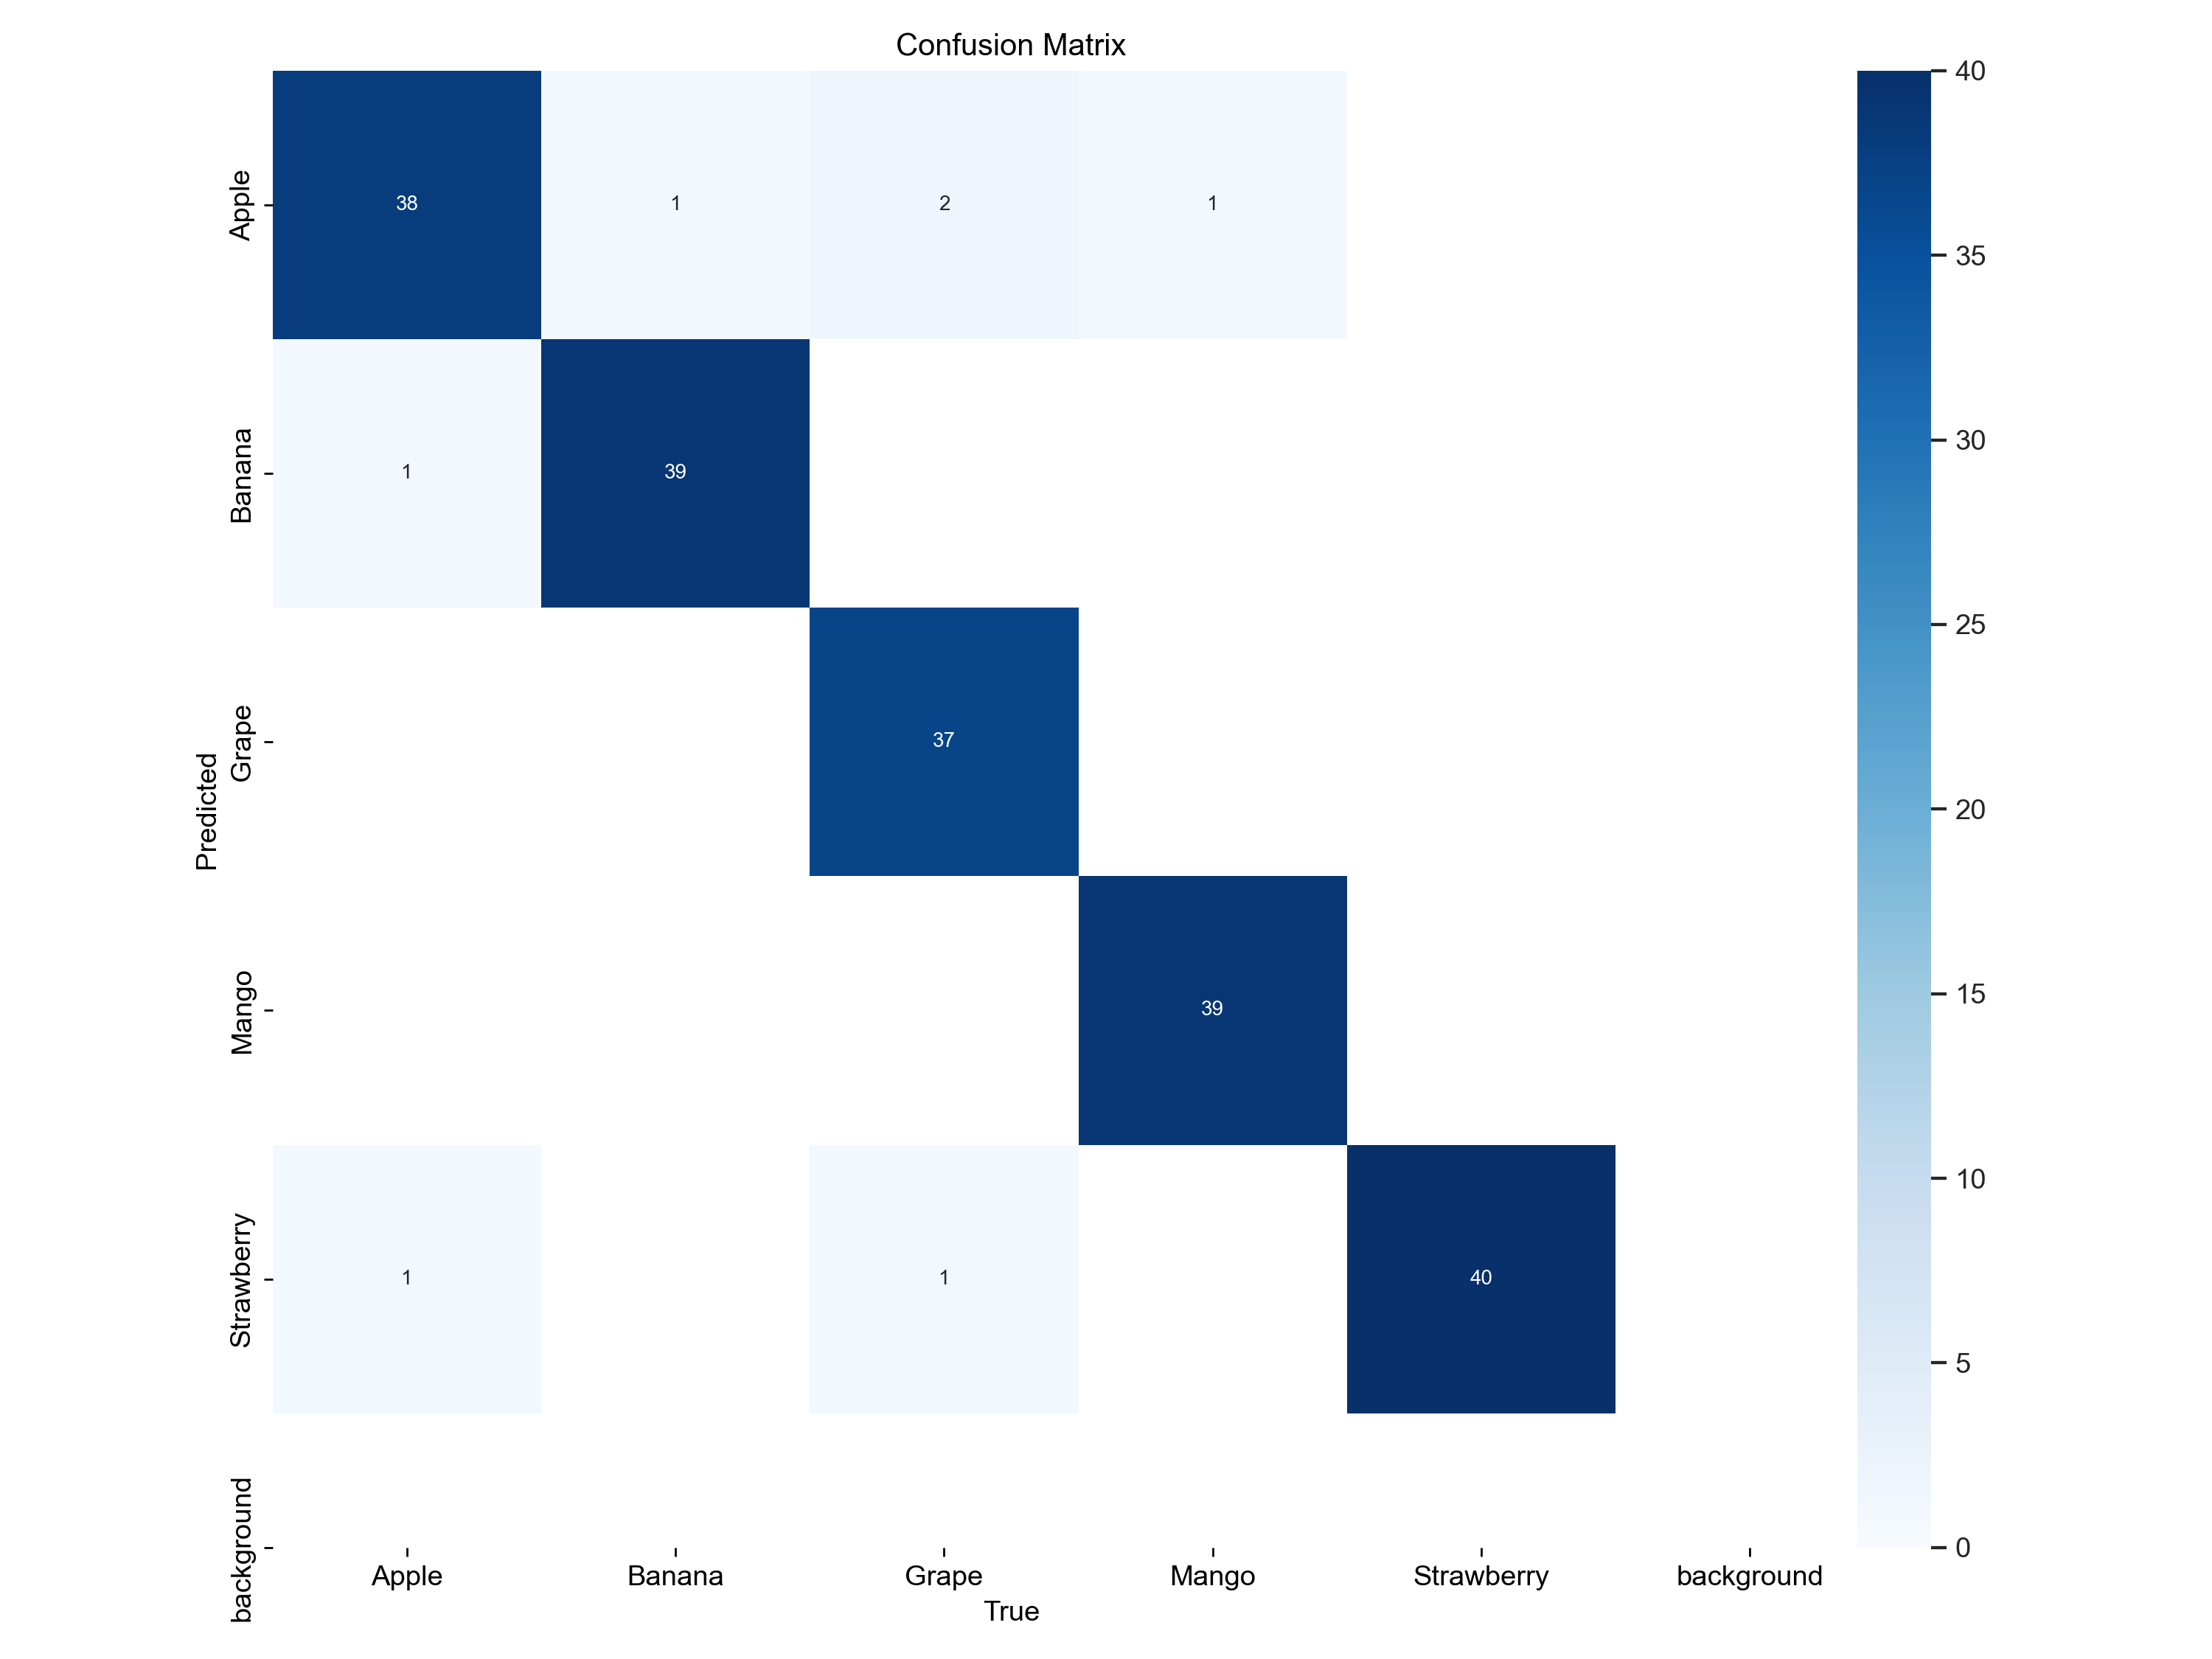 Confusion Matrix
Apple
38 1 2 1
Banana
1 39
Grape
37
Mango
39
Strawberry
1 1 40
background
Predicted
Apple Banana Grape Mango Strawberry background
True
40
35
30
25
20
15
10
5
0